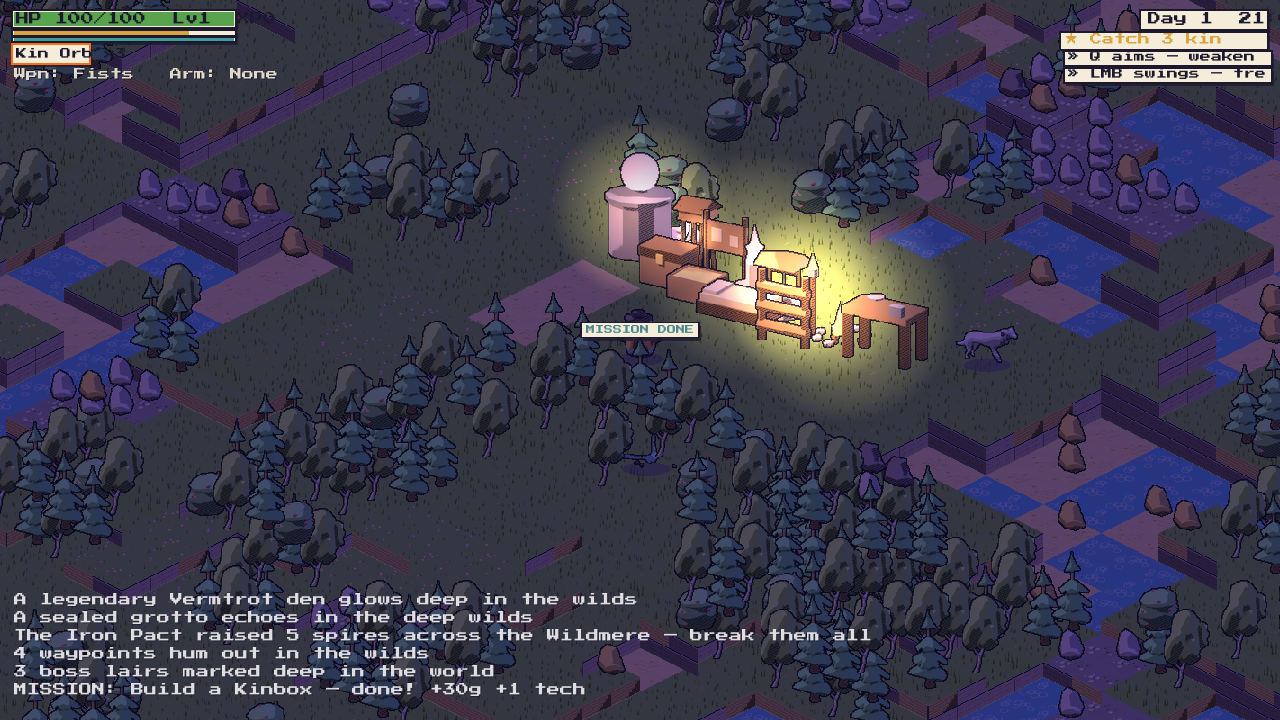 HP 100/100 Lv1
Kin Orb
Wpn: Fists Arm: None
Day 1 21
★ Catch 3 kin
» Q aims — weaken
» LMB swings — tre
MISSION DONE
A legendary Vermtrot den glows deep in the wilds
A sealed grotto echoes in the deep wilds
The Iron Pact raised 5 spires across the Wildmere — break them all
4 waypoints hum out in the wilds
3 boss lairs marked deep in the world
MISSION: Build a Kinbox — done! +30g +1 tech